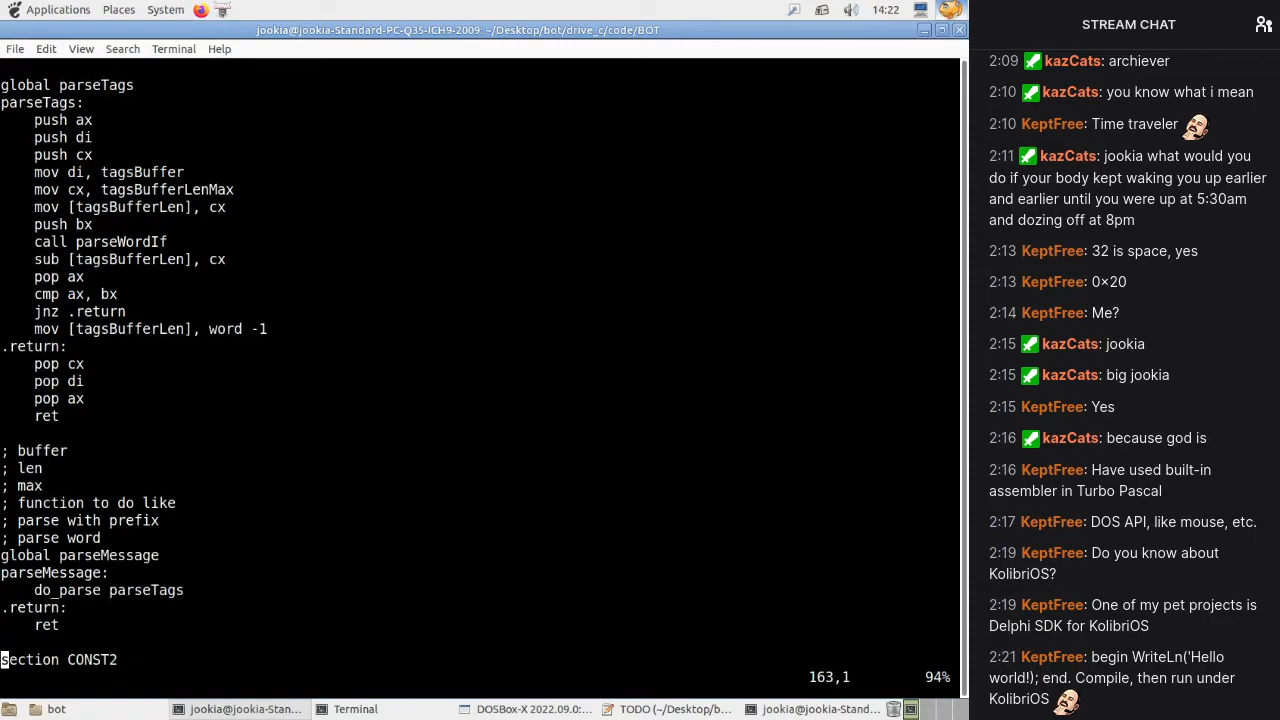 Applications Places System 14:22
jookia@jookia-Standard-PC-Q35-ICH9-2009: ~/Desktop/bot/drive_c/code/BOT
File Edit View Search Terminal Help
global parseTags
parseTags:
push ax
push di
push cx
mov di, tagsBuffer
mov cx, tagsBufferLenMax
mov [tagsBufferLen], cx
push bx
call parseWordIf
sub [tagsBufferLen], cx
pop ax
cmp ax, bx
jnz .return
mov [tagsBufferLen], word -1
.return:
pop cx
pop di
pop ax
ret
; buffer
; len
; max
; function to do like
; parse with prefix
; parse word
global parseMessage
parseMessage:
do_parse parseTags
.return:
ret
section CONST2
163,1 94%
bot jookia@jookia-Stan... Terminal DOSBox-X 2022.09.0:... TODO (~/Desktop/b... jookia@jookia-Stand...
STREAM CHAT
2:09 kazCats: archiever
2:10 kazCats: you know what i mean
2:10 KeptFree: Time traveler
2:11 kazCats: jookia what would you
do if your body kept waking you up earlier
and earlier until you were up at 5:30am
and dozing off at 8pm
2:13 KeptFree: 32 is space, yes
2:13 KeptFree: 0×20
2:14 KeptFree: Me?
2:15 kazCats: jookia
2:15 kazCats: big jookia
2:15 KeptFree: Yes
2:16 kazCats: because god is
2:16 KeptFree: Have used built-in
assembler in Turbo Pascal
2:17 KeptFree: DOS API, like mouse, etc.
2:19 KeptFree: Do you know about
KolibriOS?
2:19 KeptFree: One of my pet projects is
Delphi SDK for KolibriOS
2:21 KeptFree: begin WriteLn('Hello
world!); end. Compile, then run under
KolibriOS